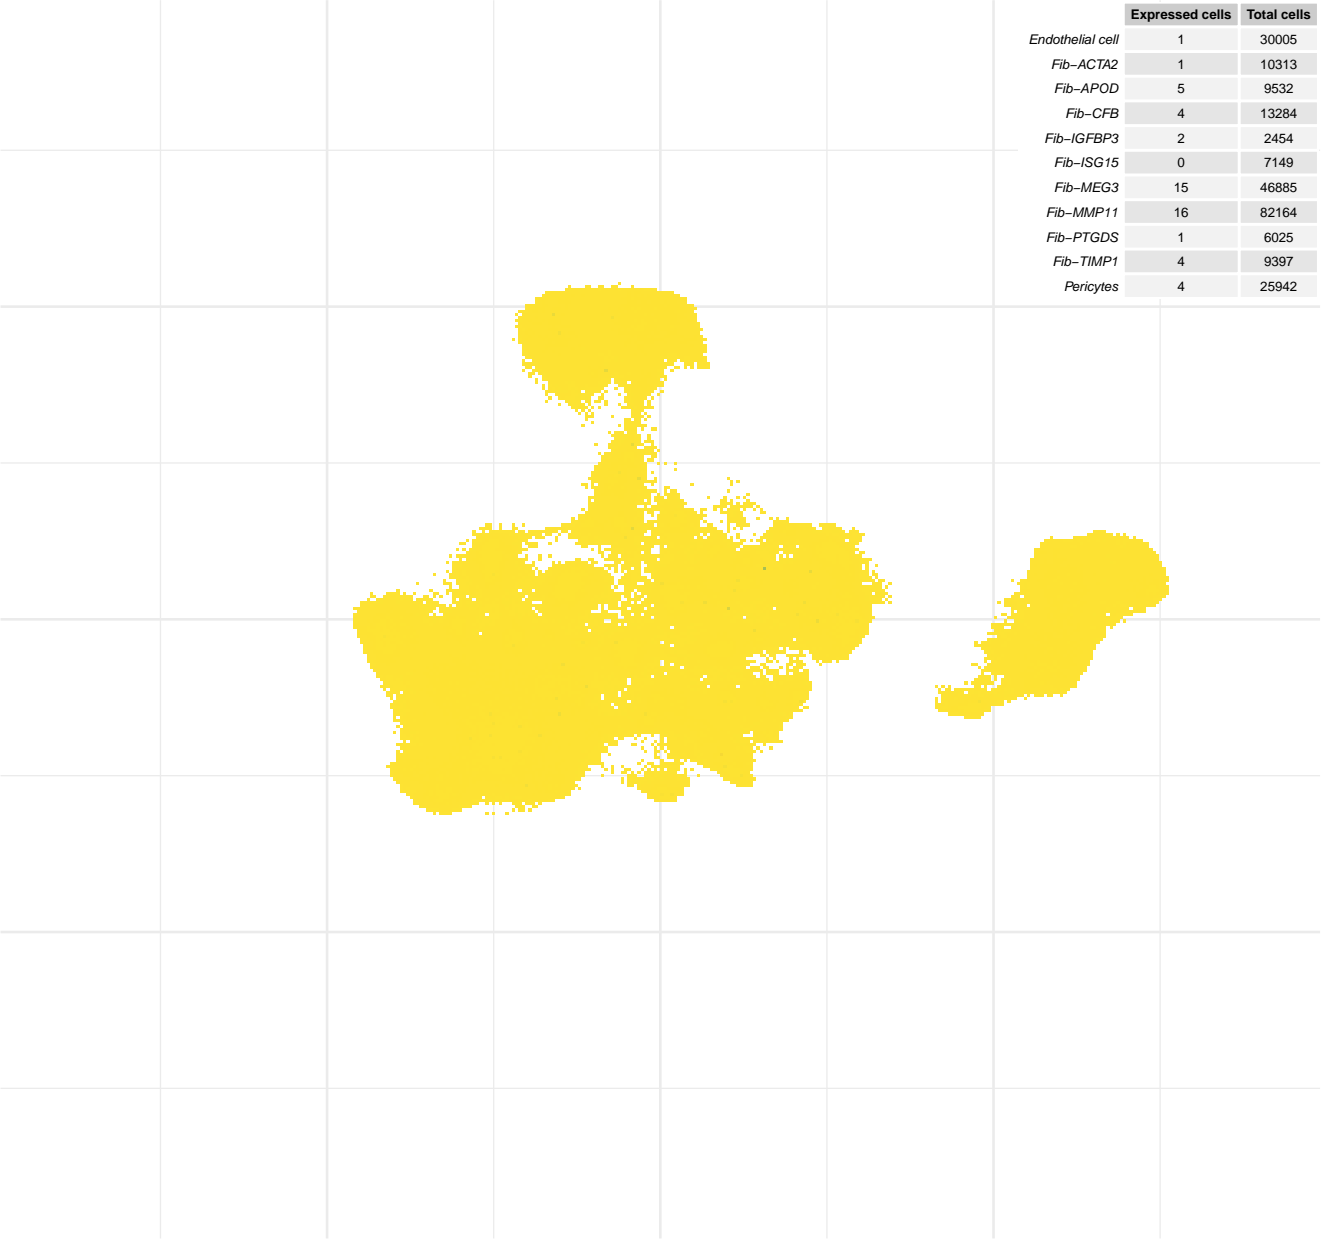 Expressed cells Total cells
Endothelial cell 1 30005
Fib−ACTA2 1 10313
Fib−APOD 5 9532
Fib−CFB 4 13284
Fib−IGFBP3 2 2454
Fib−ISG15 0 7149
Fib−MEG3 15 46885
Fib−MMP11 16 82164
Fib−PTGDS 1 6025
Fib−TIMP1 4 9397
Pericytes 4 25942